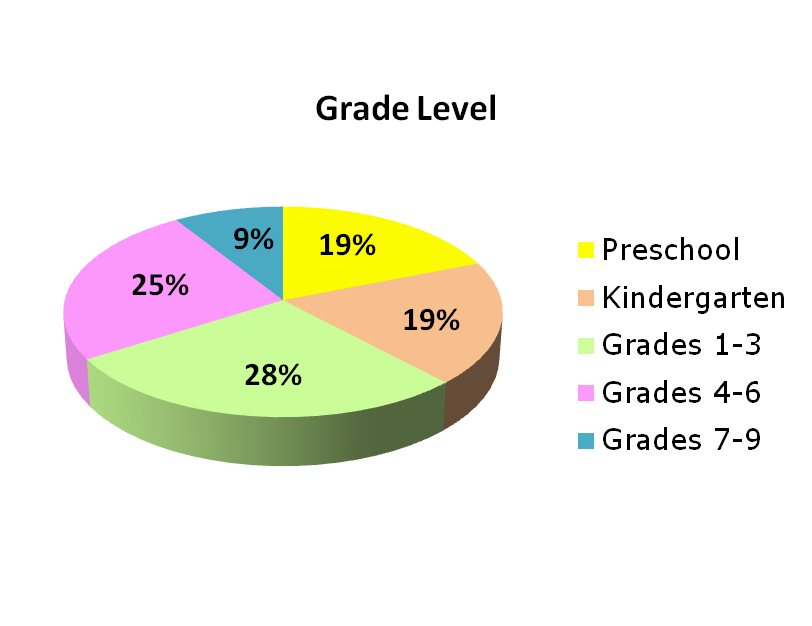 Grade Level
9%
19%
25%
19%
28%
Preschool
Kindergarten
Grades 1-3
Grades 4-6
Grades 7-9